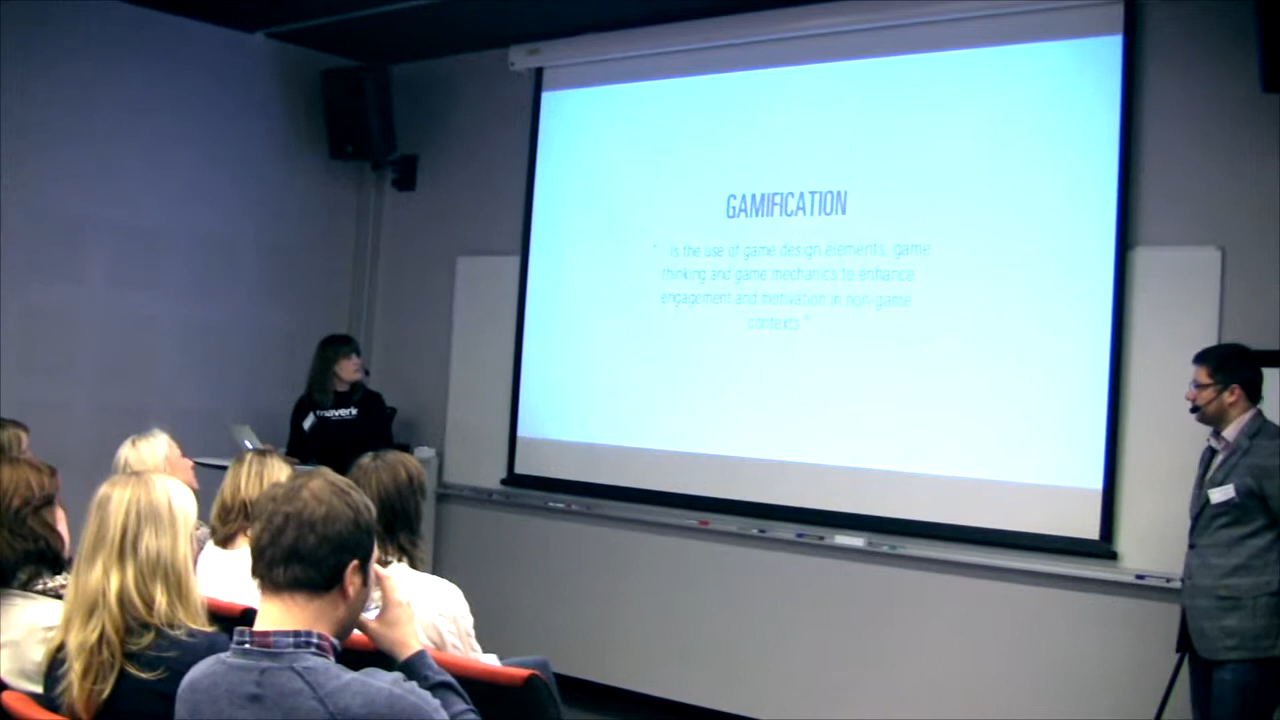 GAMIFICATION
" is the use of game design elements, game
thinking and game mechanics to enhance
engagement and motivation in non-game
contexts "
maverick